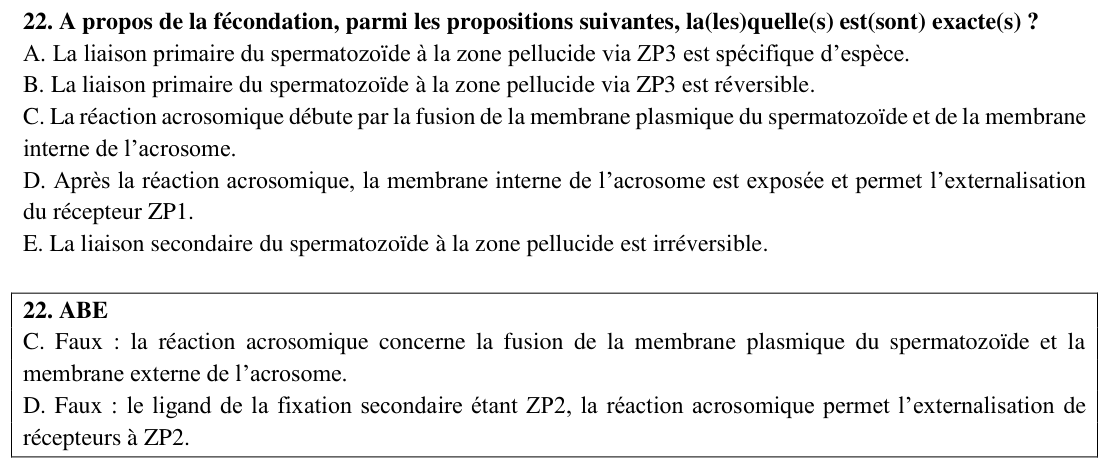 22. A propos de la fécondation, parmi les propositions suivantes, la(les)quelle(s) est(sont) exacte(s) ?
A. La liaison primaire du spermatozoïde à la zone pellucide via ZP3 est spécifique d’espèce.
B. La liaison primaire du spermatozoïde à la zone pellucide via ZP3 est réversible.
C. La réaction acrosomique débute par la fusion de la membrane plasmique du spermatozoïde et de la membrane
interne de l’acrosome.
D. Après la réaction acrosomique, la membrane interne de l’acrosome est exposée et permet l’externalisation
du récepteur ZP1.
E. La liaison secondaire du spermatozoïde à la zone pellucide est irréversible.
22. ABE
C. Faux : la réaction acrosomique concerne la fusion de la membrane plasmique du spermatozoïde et la
membrane externe de l’acrosome.
D. Faux : le ligand de la fixation secondaire étant ZP2, la réaction acrosomique permet l’externalisation de
récepteurs à ZP2.